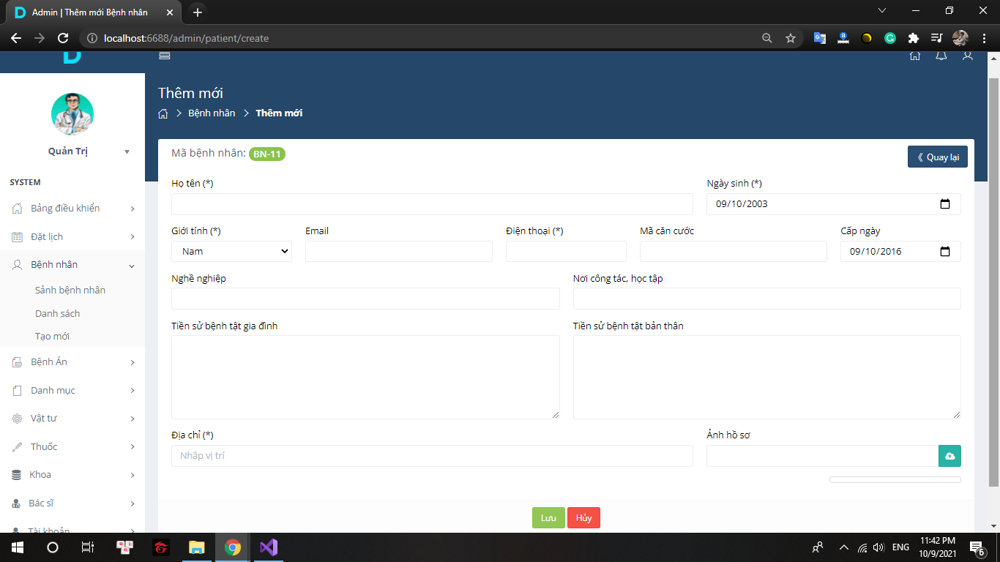 Admin | Thêm mới Bệnh nhân
localhost:6688/admin/patient/create
Thêm mới
Bệnh nhân Thêm mới
Quản Trị
SYSTEM
Bảng điều khiển
Đặt lịch
Bệnh nhân
Sảnh bệnh nhân
Danh sách
Tạo mới
Bệnh Án
Danh mục
Vật tư
Thuốc
Khoa
Bác sĩ
Tài khoản
Mã bệnh nhân: BN-11
《 Quay lại
Họ tên (*) Ngày sinh (*)
09/10/2003
Giới tính (*) Email Điện thoại (*) Mã căn cước Cấp ngày
Nam 09/10/2016
Nghề nghiệp Nơi công tác, học tập
Tiền sử bệnh tật gia đình Tiền sử bệnh tật bản thân
Địa chỉ (*) Ảnh hồ sơ
Nhập vị trí
Lưu Hủy
ENG
11:42 PM
10/9/2021
6